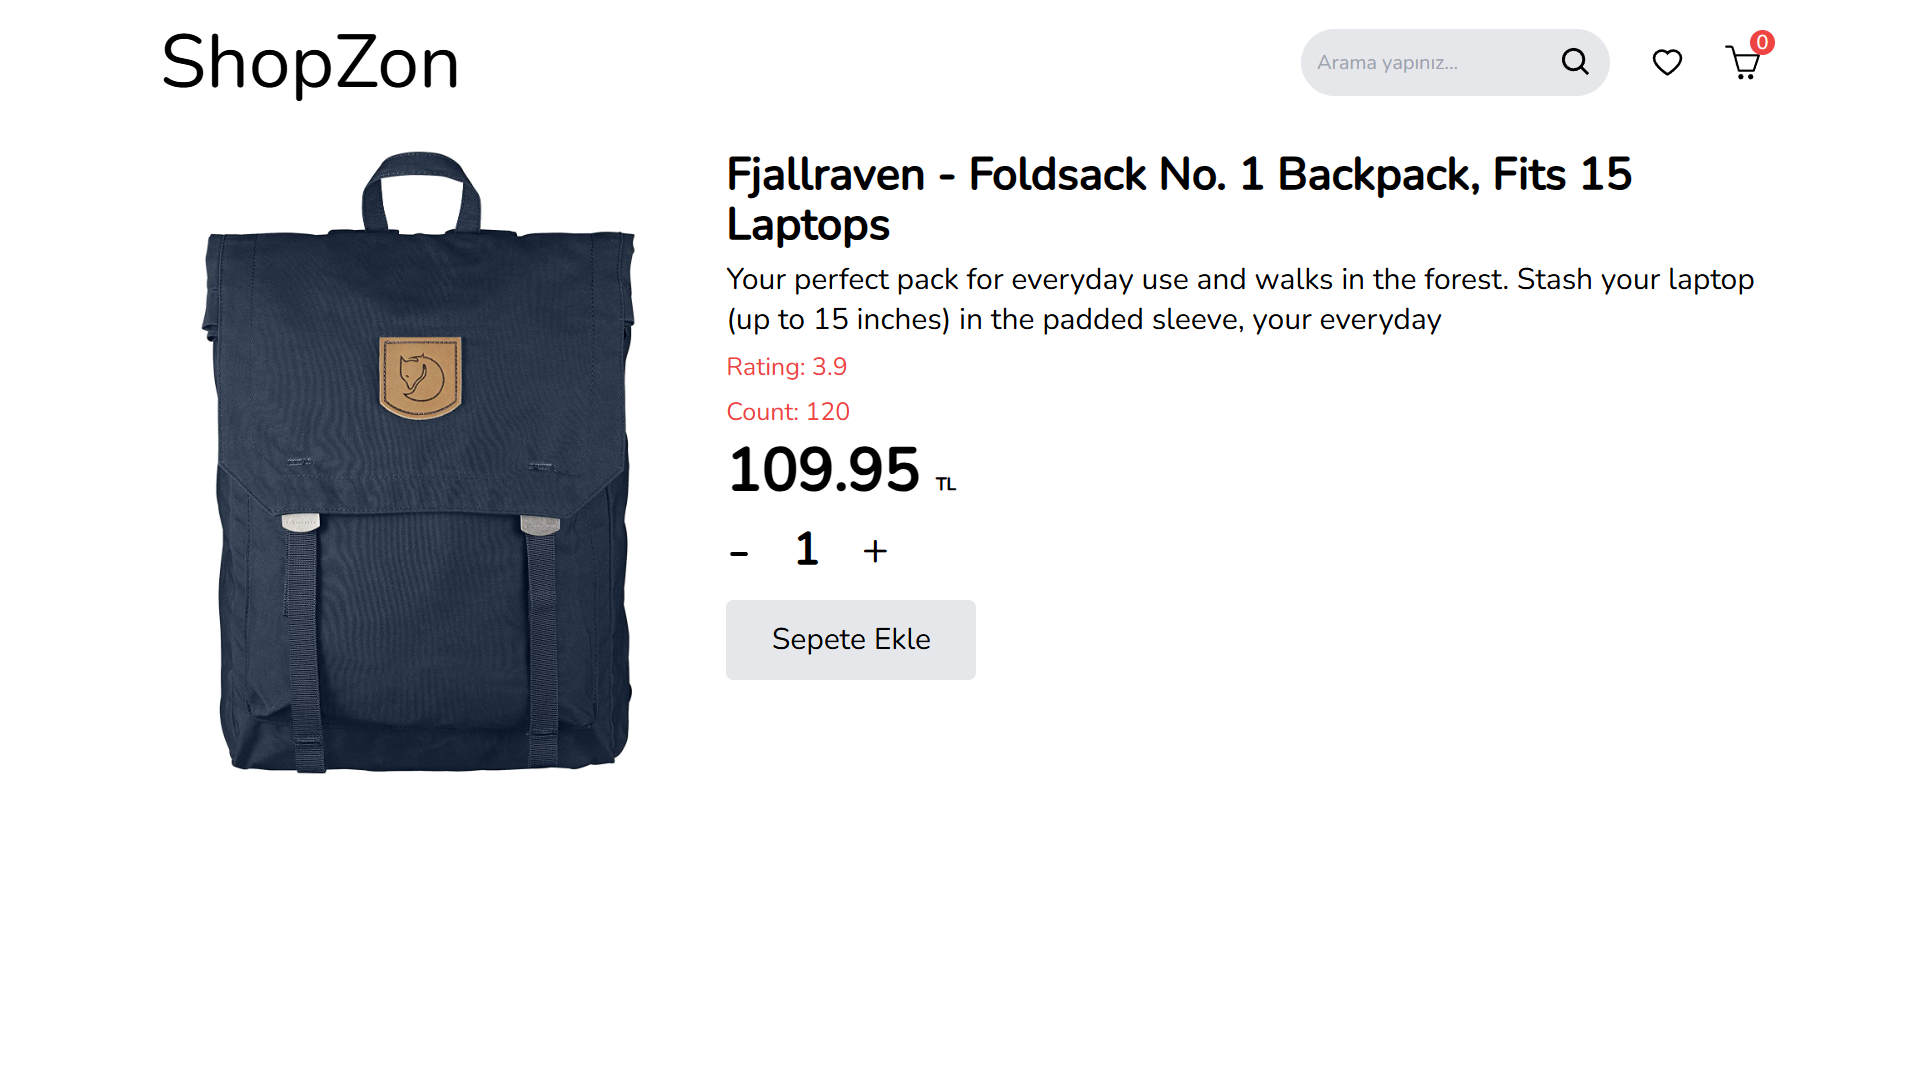 ShopZon
Arama yapınız...
0
Fjallraven - Foldsack No. 1 Backpack, Fits 15
Laptops
Your perfect pack for everyday use and walks in the forest. Stash your laptop
(up to 15 inches) in the padded sleeve, your everyday
Rating: 3.9
Count: 120
109.95 TL
- 1 +
Sepete Ekle